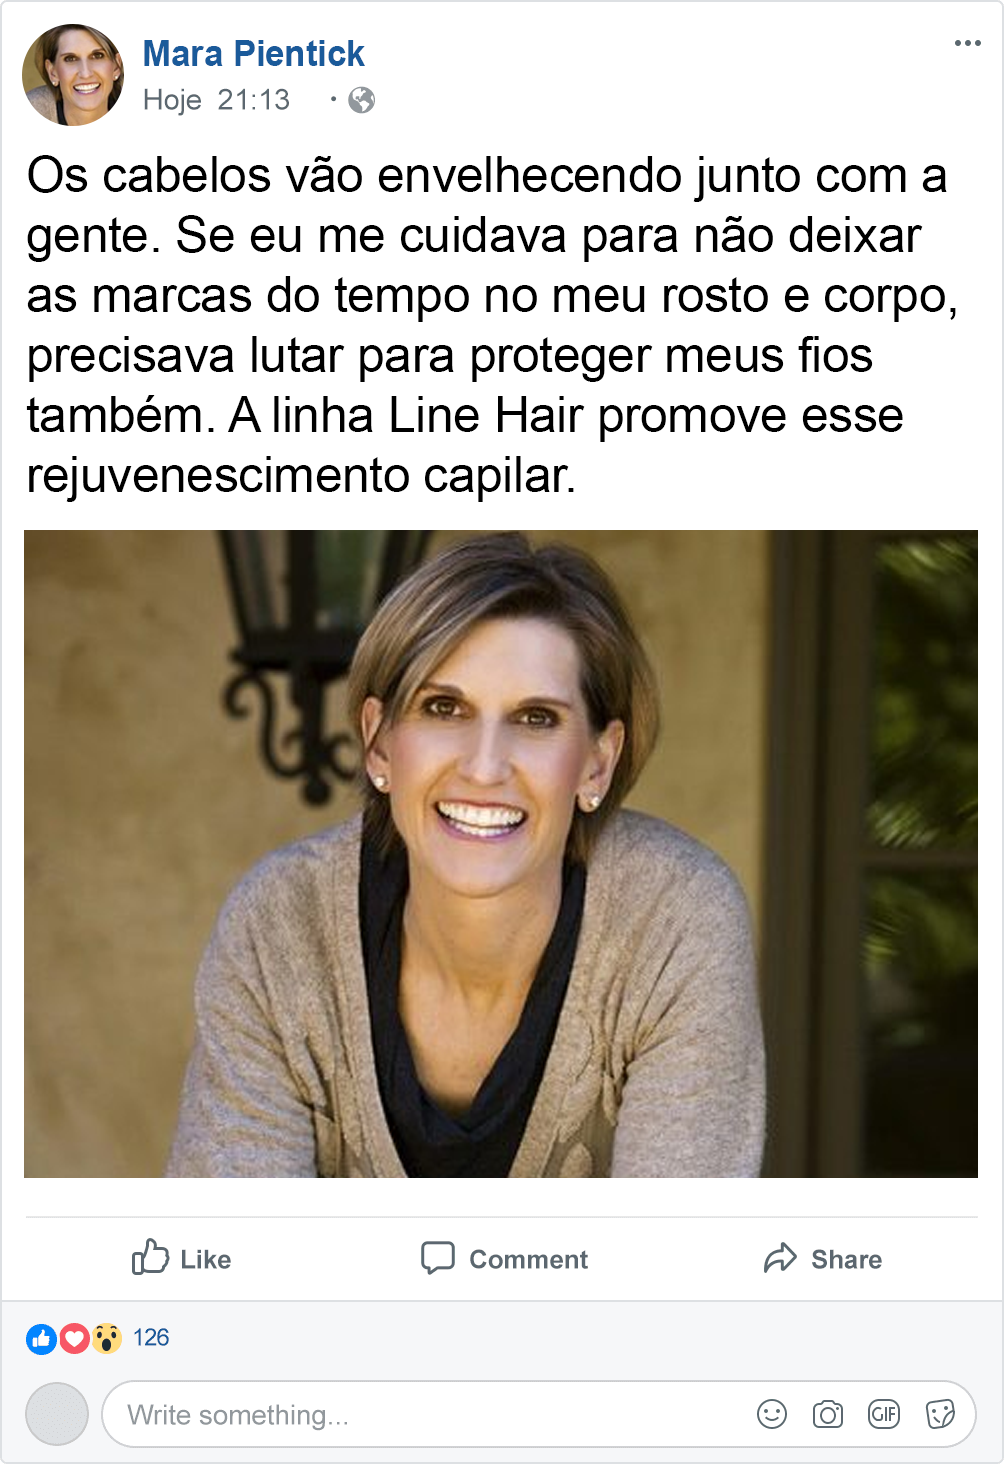 Mara Pientick
Hoje 21:13
Os cabelos vão envelhecendo junto com a
gente. Se eu me cuidava para não deixar
as marcas do tempo no meu rosto e corpo,
precisava lutar para proteger meus fios
também. A linha Line Hair promove esse
rejuvenescimento capilar.
Like Comment Share
126
Write something...
GIF